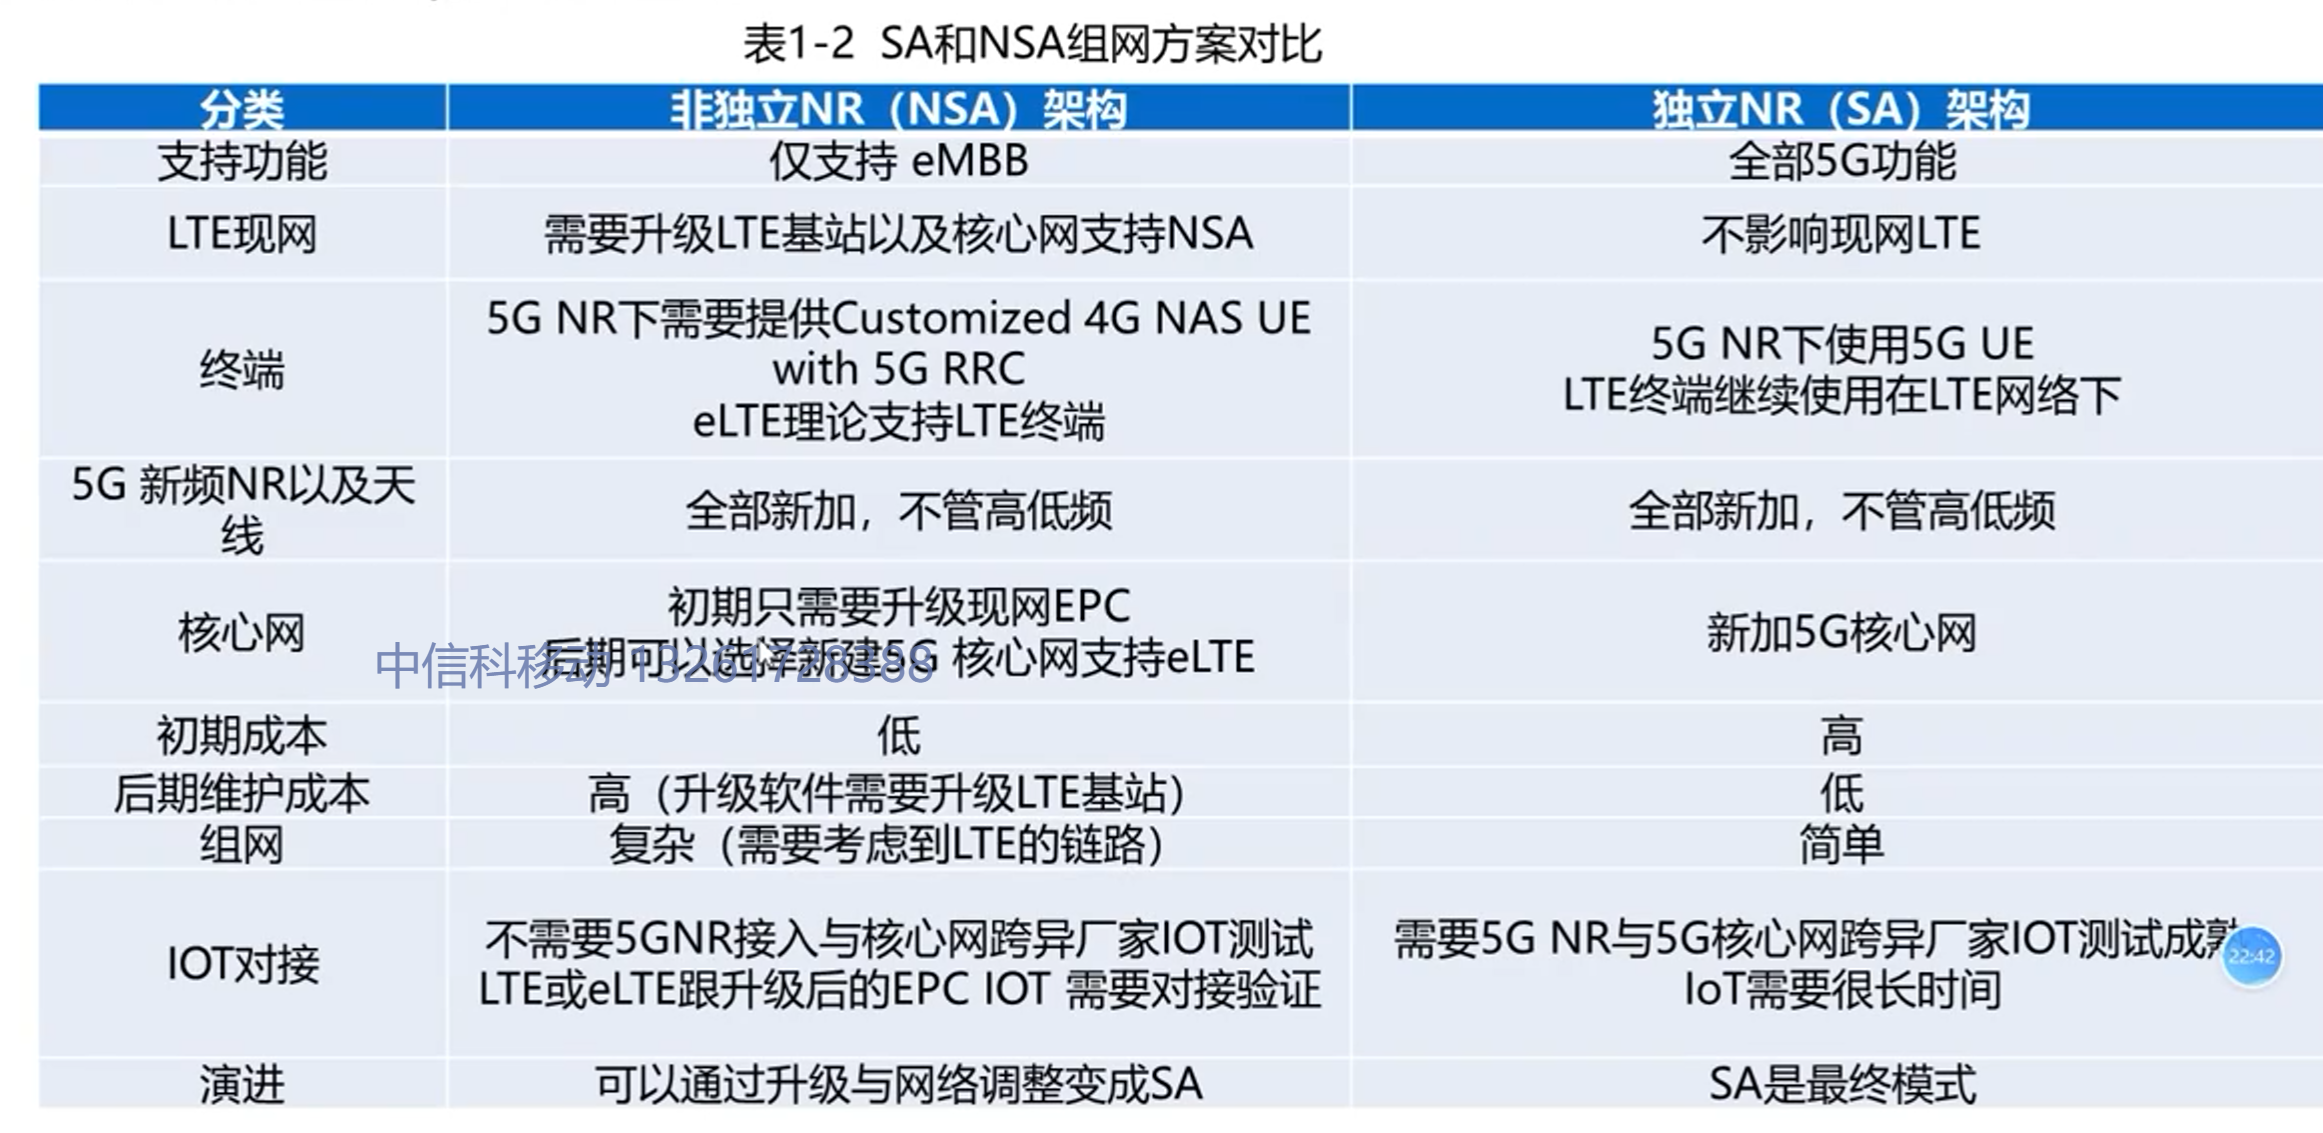 表1-2 SA和NSA组网方案对比
分类 非独立NR（NSA）架构 独立NR（SA）架构
支持功能 仅支持 eMBB 全部5G功能
LTE现网 需要升级LTE基站以及核心网支持NSA 不影响现网LTE
终端
5G NR下需要提供Customized 4G NAS UE
with 5G RRC
eLTE理论支持LTE终端
5G NR下使用5G UE
LTE终端继续使用在LTE网络下
5G 新频NR以及天
线
全部新加，不管高低频
全部新加，不管高低频
核心网
初期只需要升级现网EPC
后期可以选择新建5G 核心网支持eLTE
新加5G核心网
中信科移动 13261728388
初期成本 低 高
后期维护成本 高（升级软件需要升级LTE基站） 低
组网 复杂（需要考虑到LTE的链路） 简单
IOT对接
不需要5GNR接入与核心网跨异厂家IOT测试
LTE或eLTE跟升级后的EPC IOT 需要对接验证
需要5G NR与5G核心网跨异厂家IOT测试成熟
IoT需要很长时间
22:42
演进 可以通过升级与网络调整变成SA SA是最终模式